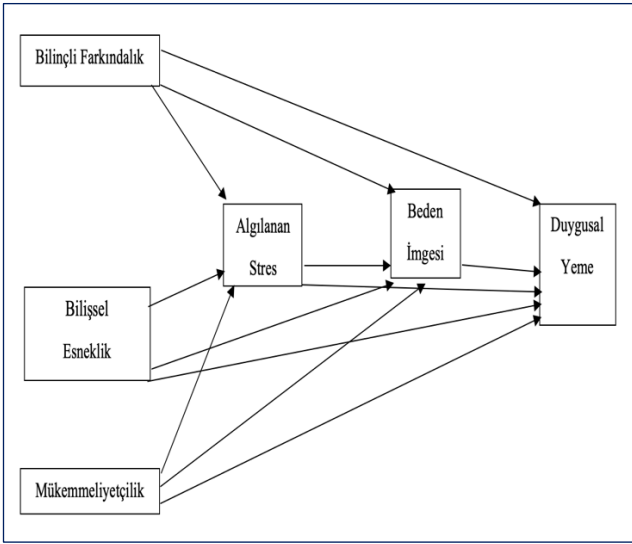 Bilinçli Farkındalık
Algılanan
Stres
Beden
İmgesi
Duygusal
Yeme
Bilişsel
Esneklik
Mükemmeliyetçilik